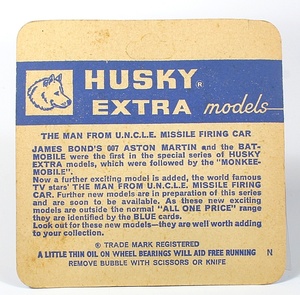 HUSKY®
EXTRA models
THE MAN FROM U.N.C.L.E. MISSILE FIRING CAR
JAMES BOND'S 007 ASTON MARTIN and the BAT-
MOBILE were the first in the special series of HUSKY
EXTRA models, which were followed by the "MONKEE-
MOBILE".
Now a further exciting model is added, the world famous
TV stars' THE MAN FROM U.N.C.L.E. MISSILE FIRING
CAR. Further new models are in preparation of this series
and are soon to be available. As these new exciting
models are outside the normal "ALL ONE PRICE" range
they are identified by the BLUE cards.
Look out for these new models—they are well worth adding
to your collection.
® TRADE MARK REGISTERED
A LITTLE THIN OIL ON WHEEL BEARINGS WILL AID FREE RUNNING N
REMOVE BUBBLE WITH SCISSORS OR KNIFE